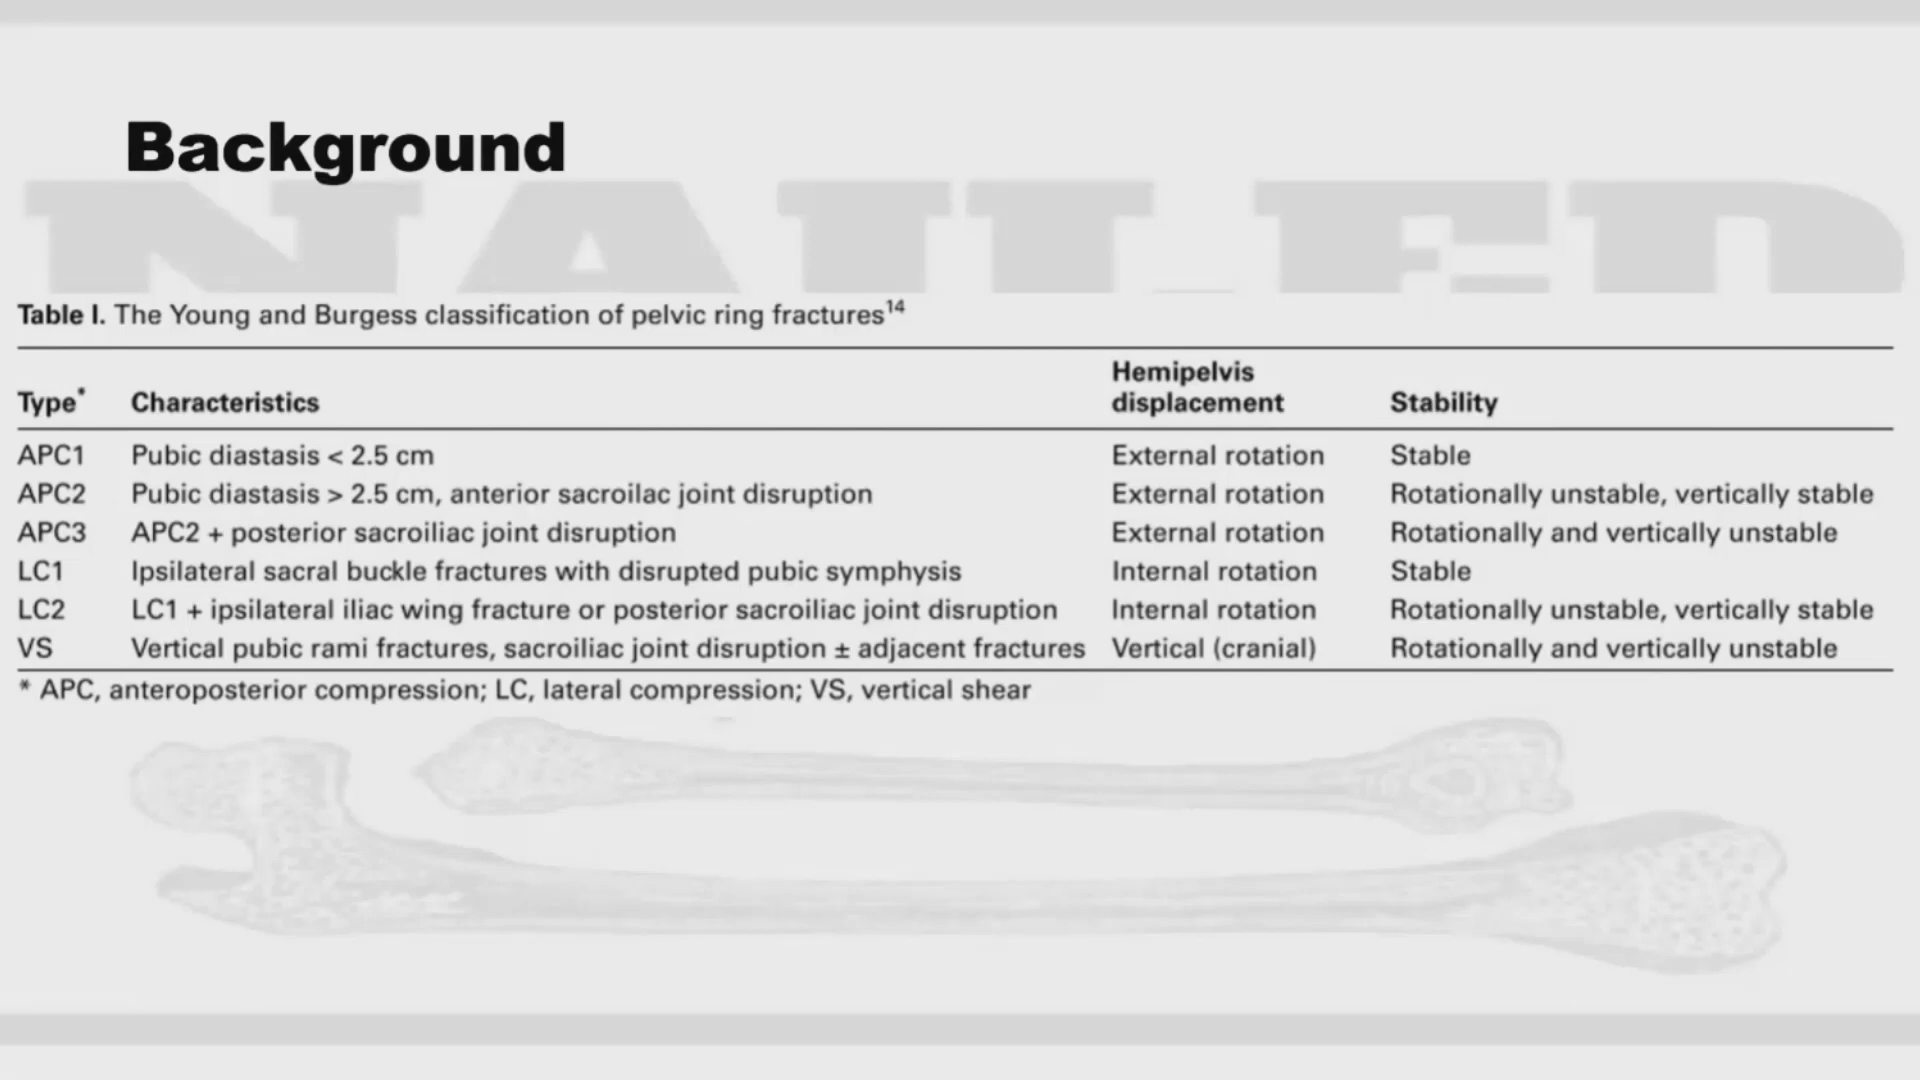 Background
NAILED
Table I. The Young and Burgess classification of pelvic ring fractures14
Type* Characteristics Hemipelvis displacement Stability
APC1 Pubic diastasis < 2.5 cm External rotation Stable
APC2 Pubic diastasis > 2.5 cm, anterior sacroilac joint disruption External rotation Rotationally unstable, vertically stable
APC3 APC2 + posterior sacroiliac joint disruption External rotation Rotationally and vertically unstable
LC1 Ipsilateral sacral buckle fractures with disrupted pubic symphysis Internal rotation Stable
LC2 LC1 + ipsilateral iliac wing fracture or posterior sacroiliac joint disruption Internal rotation Rotationally unstable, vertically stable
VS Vertical pubic rami fractures, sacroiliac joint disruption ± adjacent fractures Vertical (cranial) Rotationally and vertically unstable
* APC, anteroposterior compression; LC, lateral compression; VS, vertical shear